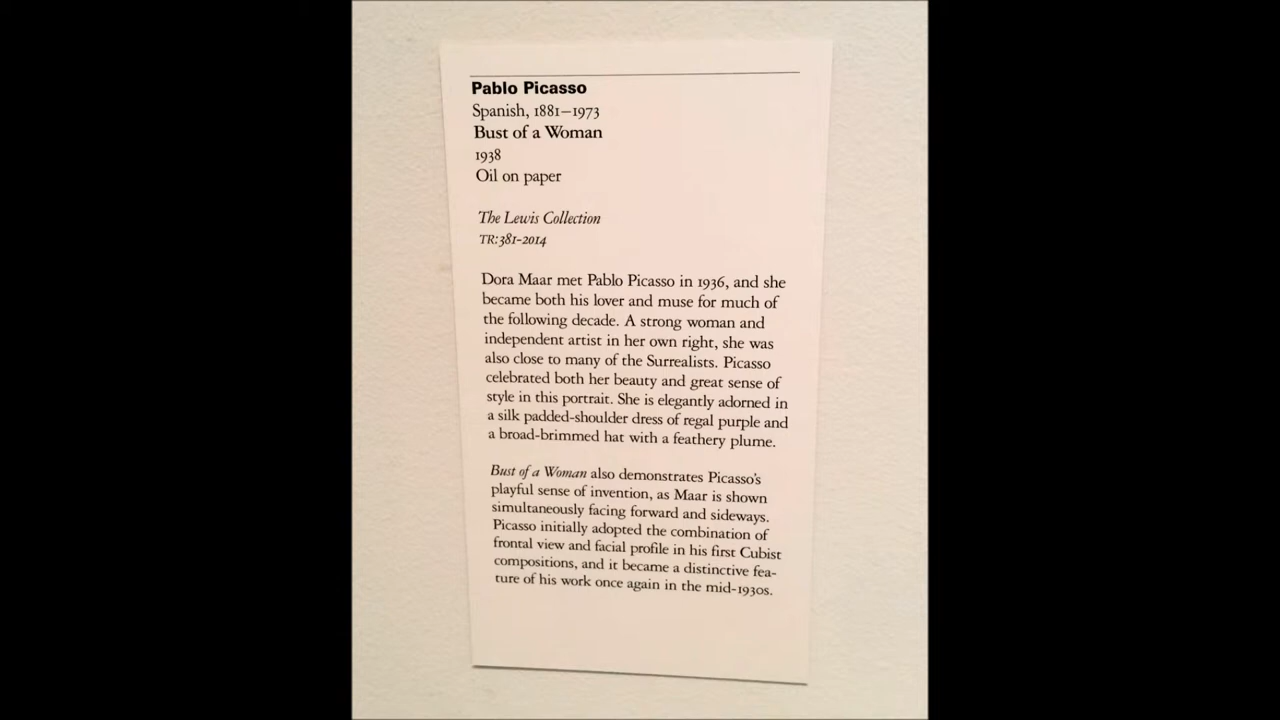 Pablo Picasso
Spanish, 1881–1973
Bust of a Woman
1938
Oil on paper
The Lewis Collection
TR:381-2014
Dora Maar met Pablo Picasso in 1936, and she
became both his lover and muse for much of
the following decade. A strong woman and
independent artist in her own right, she was
also close to many of the Surrealists. Picasso
celebrated both her beauty and great sense of
style in this portrait. She is elegantly adorned in
a silk padded-shoulder dress of regal purple and
a broad-brimmed hat with a feathery plume.
Bust of a Woman also demonstrates Picasso's
playful sense of invention, as Maar is shown
simultaneously facing forward and sideways.
Picasso initially adopted the combination of
frontal view and facial profile in his first Cubist
compositions, and it became a distinctive fea-
ture of his work once again in the mid-1930s.